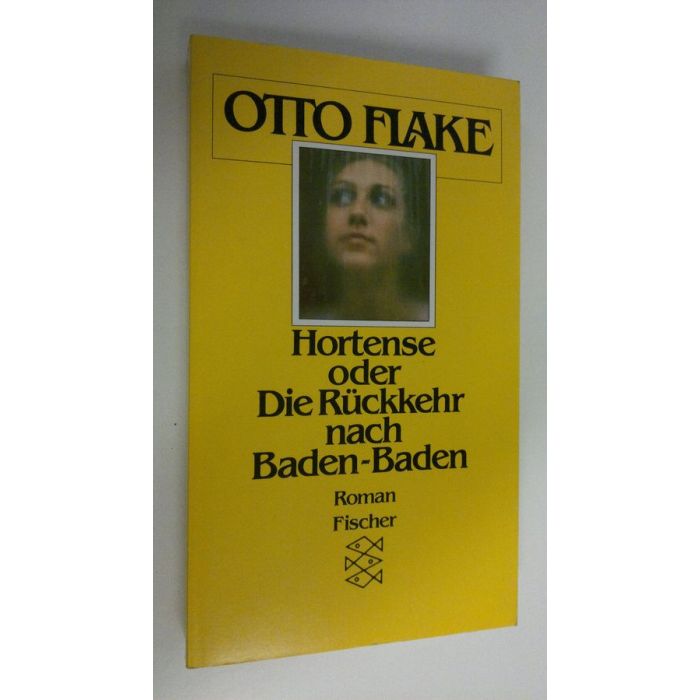 OTTO FLAKE
Hortense
oder
Die Rückkehr
nach
Baden-Baden
Roman
Fischer